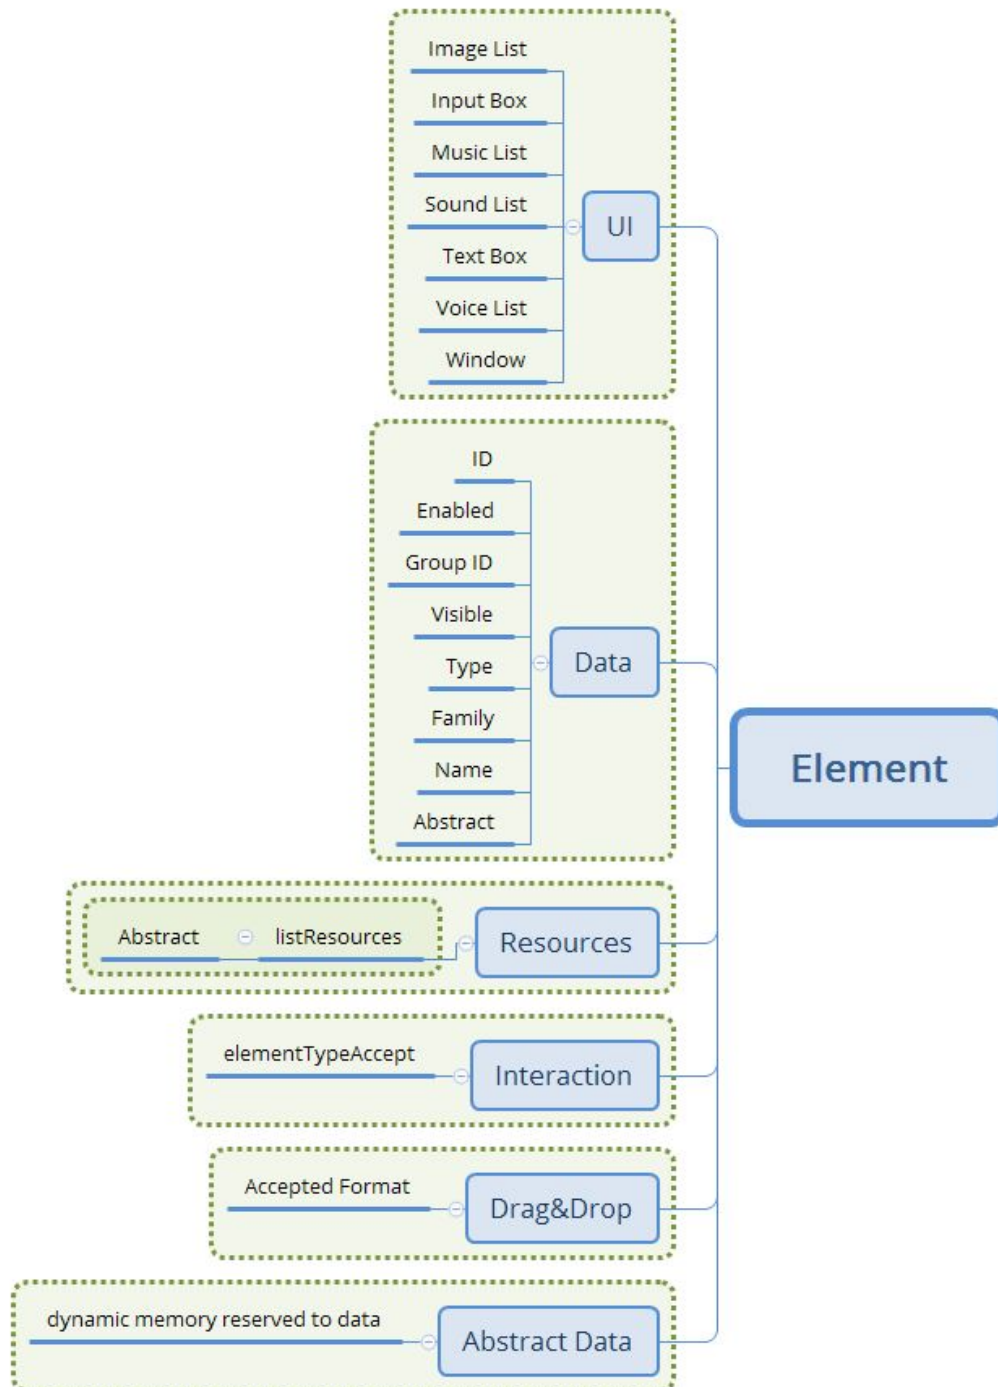 Image List
Input Box
Music List
Sound List
Text Box
Voice List
Window
UI
ID
Enabled
Group ID
Visible
Type
Family
Name
Abstract
Data
Element
Abstract
listResources
Resources
elementTypeAccept
Interaction
Accepted Format
Drag&Drop
dynamic memory reserved to data
Abstract Data